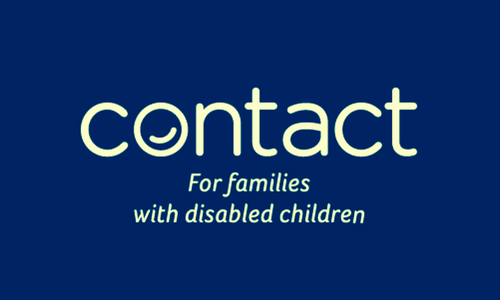 contact
For families
with disabled children